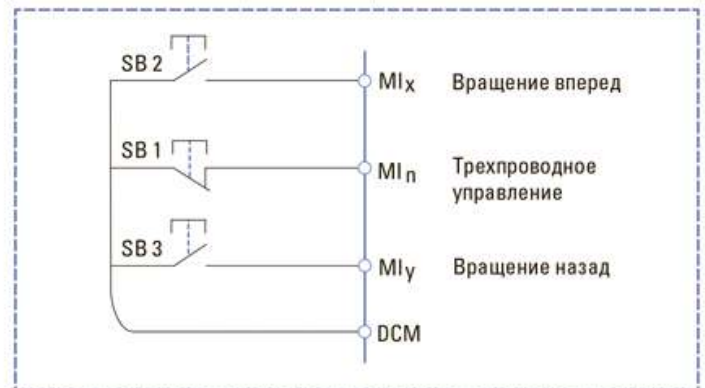 SB 2
MIx
Вращение вперед
SB 1
MIn
Трехпроводное
управление
SB 3
MIy
Вращение назад
DCM